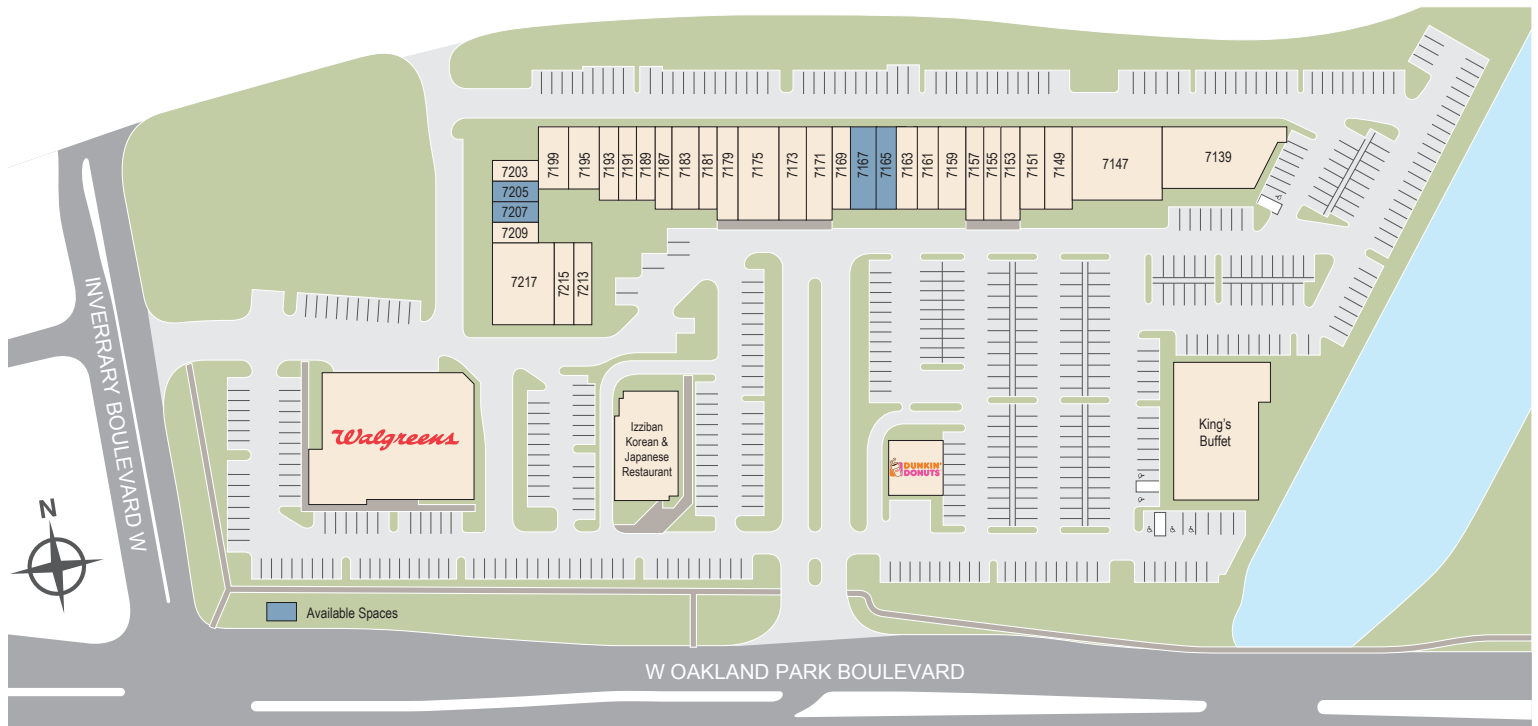 7199
7195
7193
7191
7189
7187
7183
7181
7179
7175
7173
7171
7169
7167
7165
7163
7161
7159
7157
7155
7153
7151
7149
7147
7139
7203
7205
7207
7209
7217
7215
7213
INVERRARY BOULEVARD W
Walgreens
Izziban
Korean &
Japanese
Restaurant
DUNKIN'
DONUTS
King's
Buffet
N
Available Spaces
W OAKLAND PARK BOULEVARD